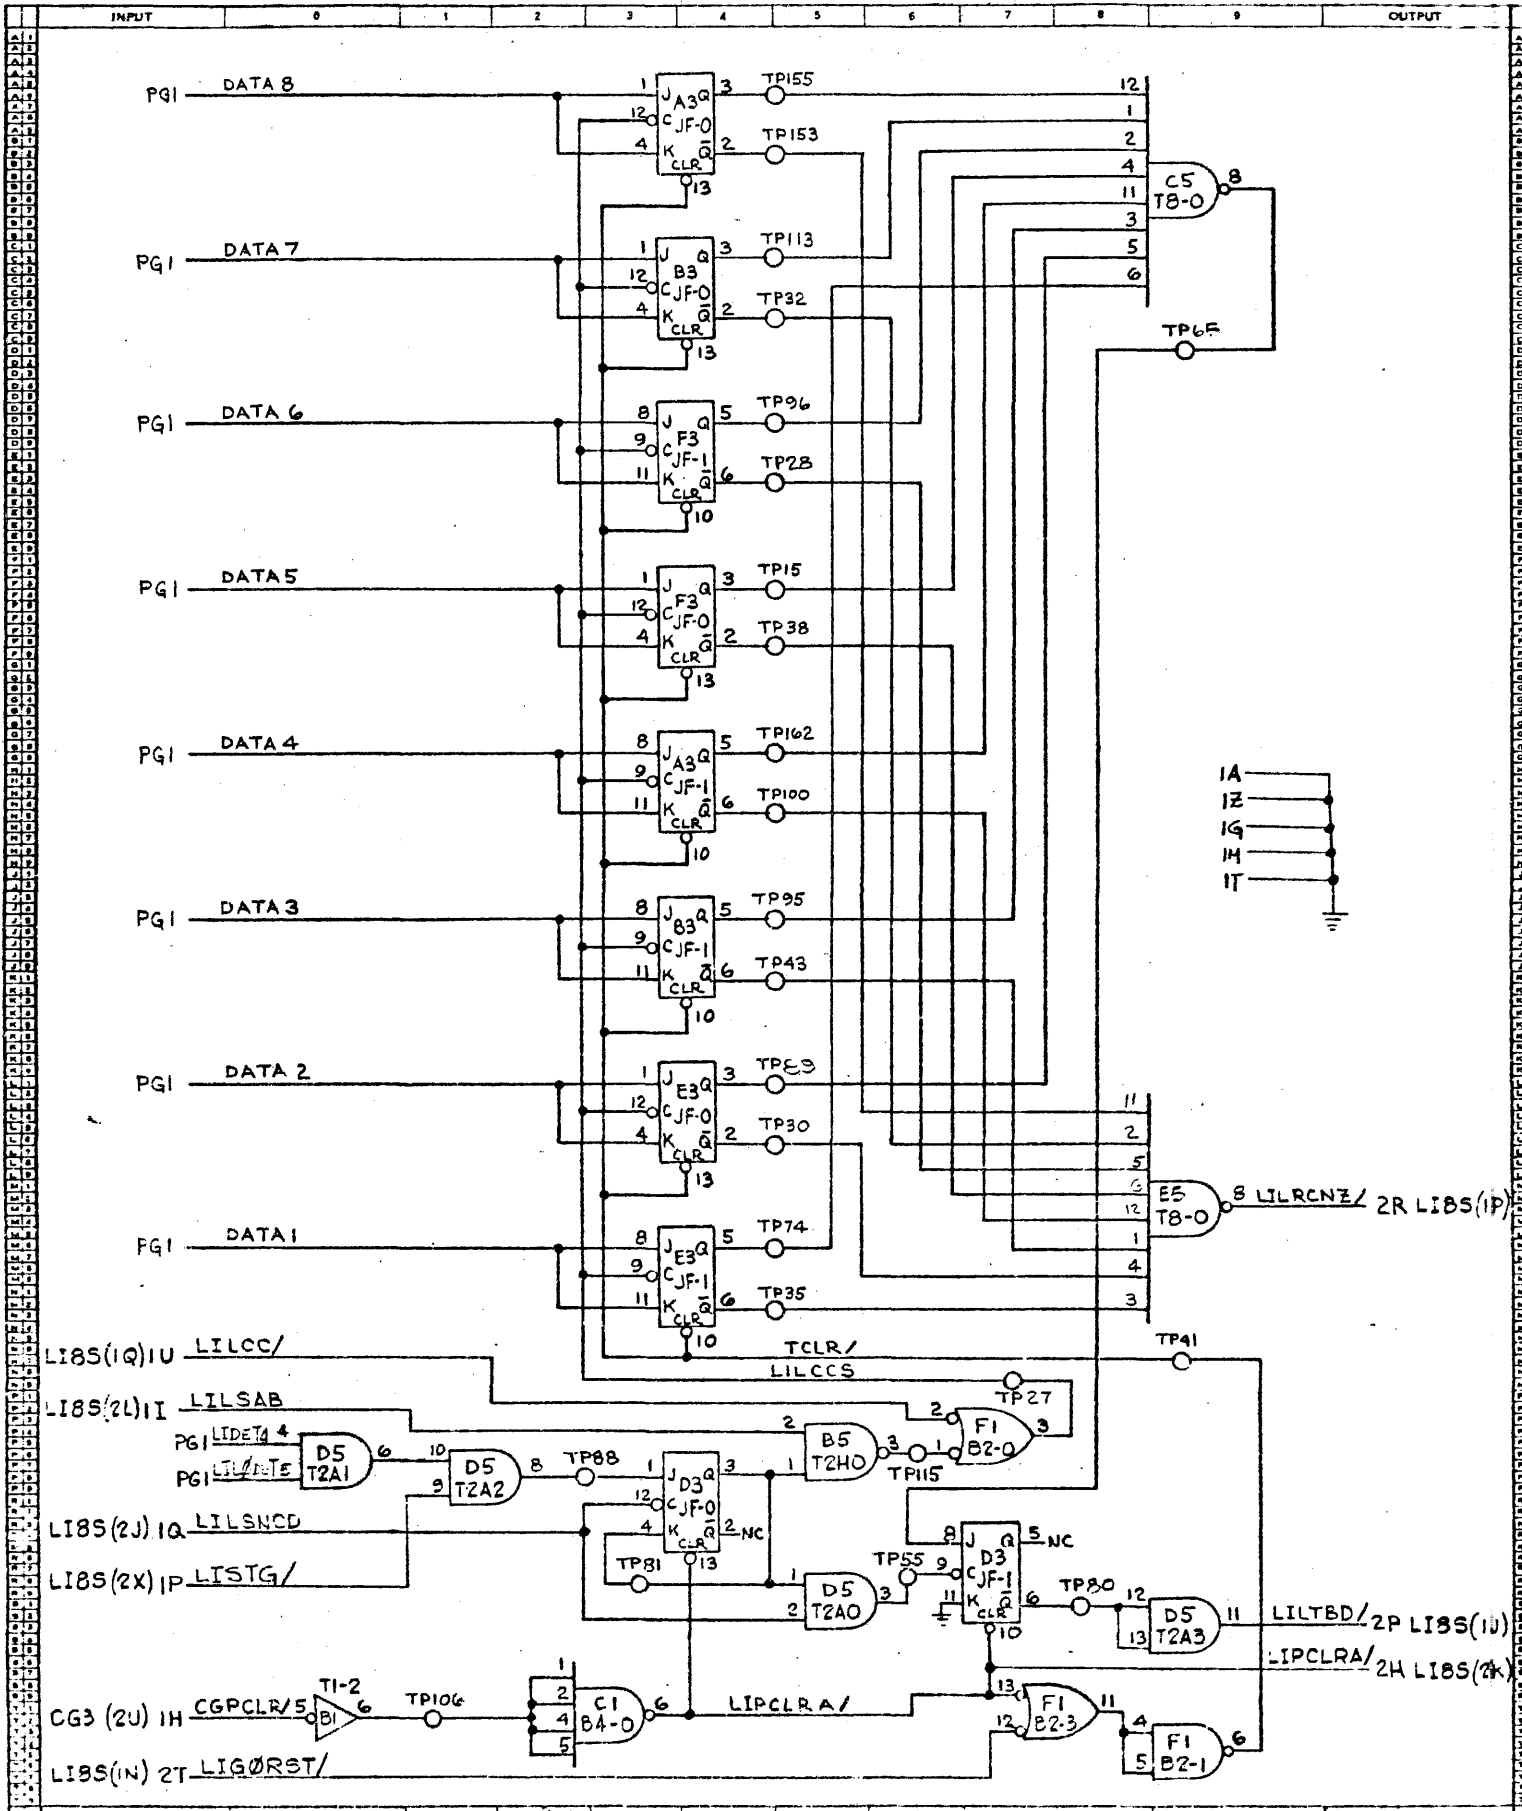 INPUT 0 1 2 3 4 5 6 7 8 9 OUTPUT
PG1 DATA 8 1 J A3 Q 3 TP155 12
12 C JF-0 1
4 K Q̅ 2 TP153 2
CLR 13
4
11
3
5
6
C5 T8-0 8
PG1 DATA 7 1 J Q 3 TP113
12 C B3 JF-0
4 K Q̅ 2 TP32
CLR 13
PG1 DATA 6 8 J Q 5 TP96
9 C F3 JF-1
11 K Q̅ 6 TP28
CLR 10
PG1 DATA 5 1 J Q 3 TP15
12 C F3 JF-0
4 K Q̅ 2 TP38
CLR 13
PG1 DATA 4 8 J A3 Q 5 TP162
9 C JF-1
11 K Q̅ 6 TP100
CLR 10
1A
1Z
1G
1M
1T
PG1 DATA 3 8 J B3 Q 5 TP95
9 C JF-1
11 K Q̅ 6 TP43
CLR 10
PG1 DATA 2 1 J E3 Q 3
12 C JF-0
4 K Q̅ 2 TP30
CLR 13
11
2
5
12
1
4
3
E5 T8-0 8 LILRCNZ/ 2R LIBS(1P)
PG1 DATA 1 8 J E3 Q 5 TP74
9 C JF-1
11 K Q̅ 6 TP35
CLR 10
LIBS(1Q)1U LILCC/ TCLR/ TP41
LILCCS TP27
LIBS(2L)1I LILSAB 2 B5 T2H0 3 TP115 1
1
2 F1 B2-0 3
PG1 4 D5 T2A1 6
PG1
10 D5 T2A2 8 TP88
9
1 J D3 Q 3
12 C JF-0
4 K Q̅ 2 NC
CLR 13
TP81
LIBS(2J) 1Q LILSNCD
LIBS(2X) 1P LISTG/
1 D5 T2A0 3 TP55
2
8 J Q 5 NC
9 C D3 JF-1
11 K Q̅ 6 TP80
CLR 10
12 D5 T2A3 11 LILTBD/ 2P LIBS(1U)
13
LIPCLRA/ 2H LIBS(2K)
CG3 (2U) 1H CGPCLR/ 5 T1-2 B1 6 TP106
1
2
4
5
C1 B4-0 6 LIPCLRA/
13 F1 B2-3 11
12
4 F1 B2-1 6
5
LIBS(1N) 2T LIGØRST/